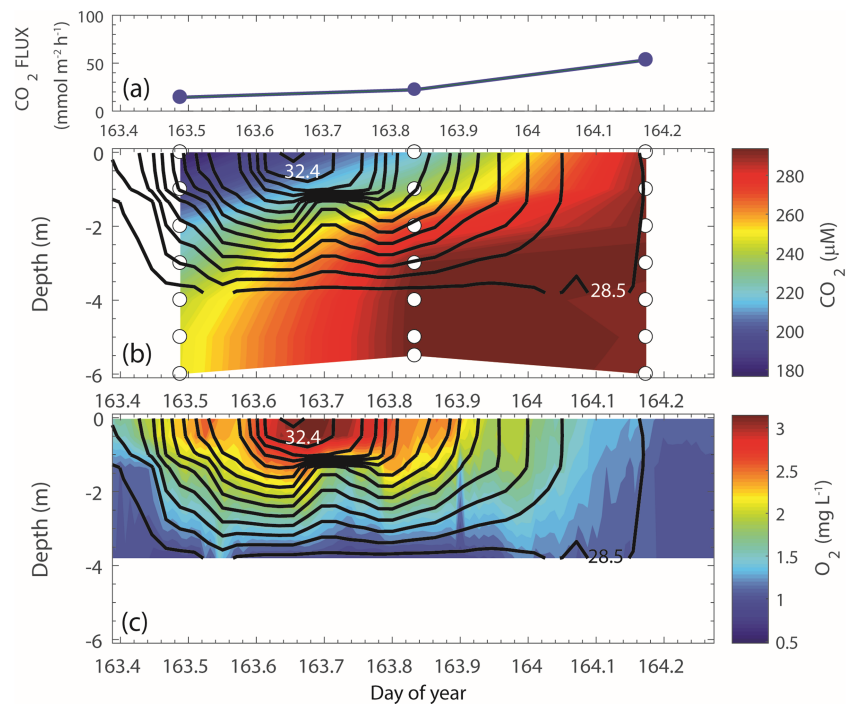 CO₂ FLUX
(mmol m⁻² h⁻¹)
100
50
0
(a)
163.4 163.5 163.6 163.7 163.8 163.9 164 164.1 164.2
Depth (m)
0
-2
-4
-6
32.4
28.5
(b)
280
260
240
220
200
180
CO₂ (μM)
163.4 163.5 163.6 163.7 163.8 163.9 164 164.1 164.2
Depth (m)
0
-2
-4
-6
32.4
28.5
(c)
3
2.5
2
1.5
1
0.5
O₂ (mg L⁻¹)
163.4 163.5 163.6 163.7 163.8 163.9 164 164.1 164.2
Day of year